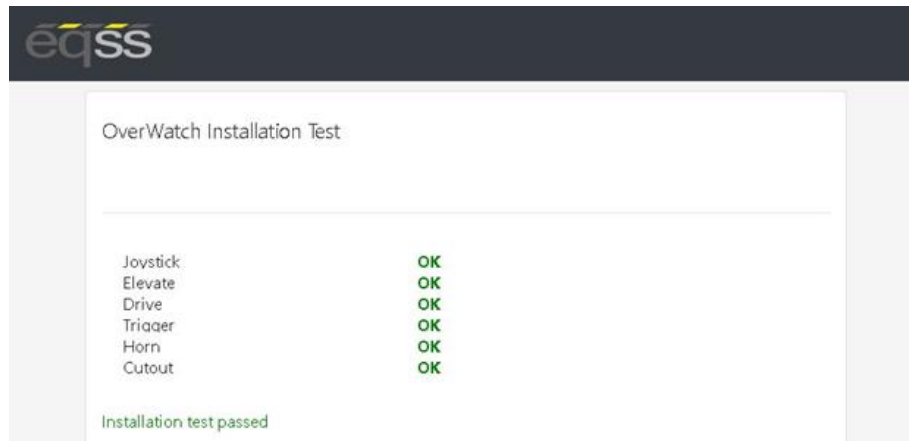 eqss
OverWatch Installation Test
Joystick OK
Elevate OK
Drive OK
Trigger OK
Horn OK
Cutout OK
Installation test passed